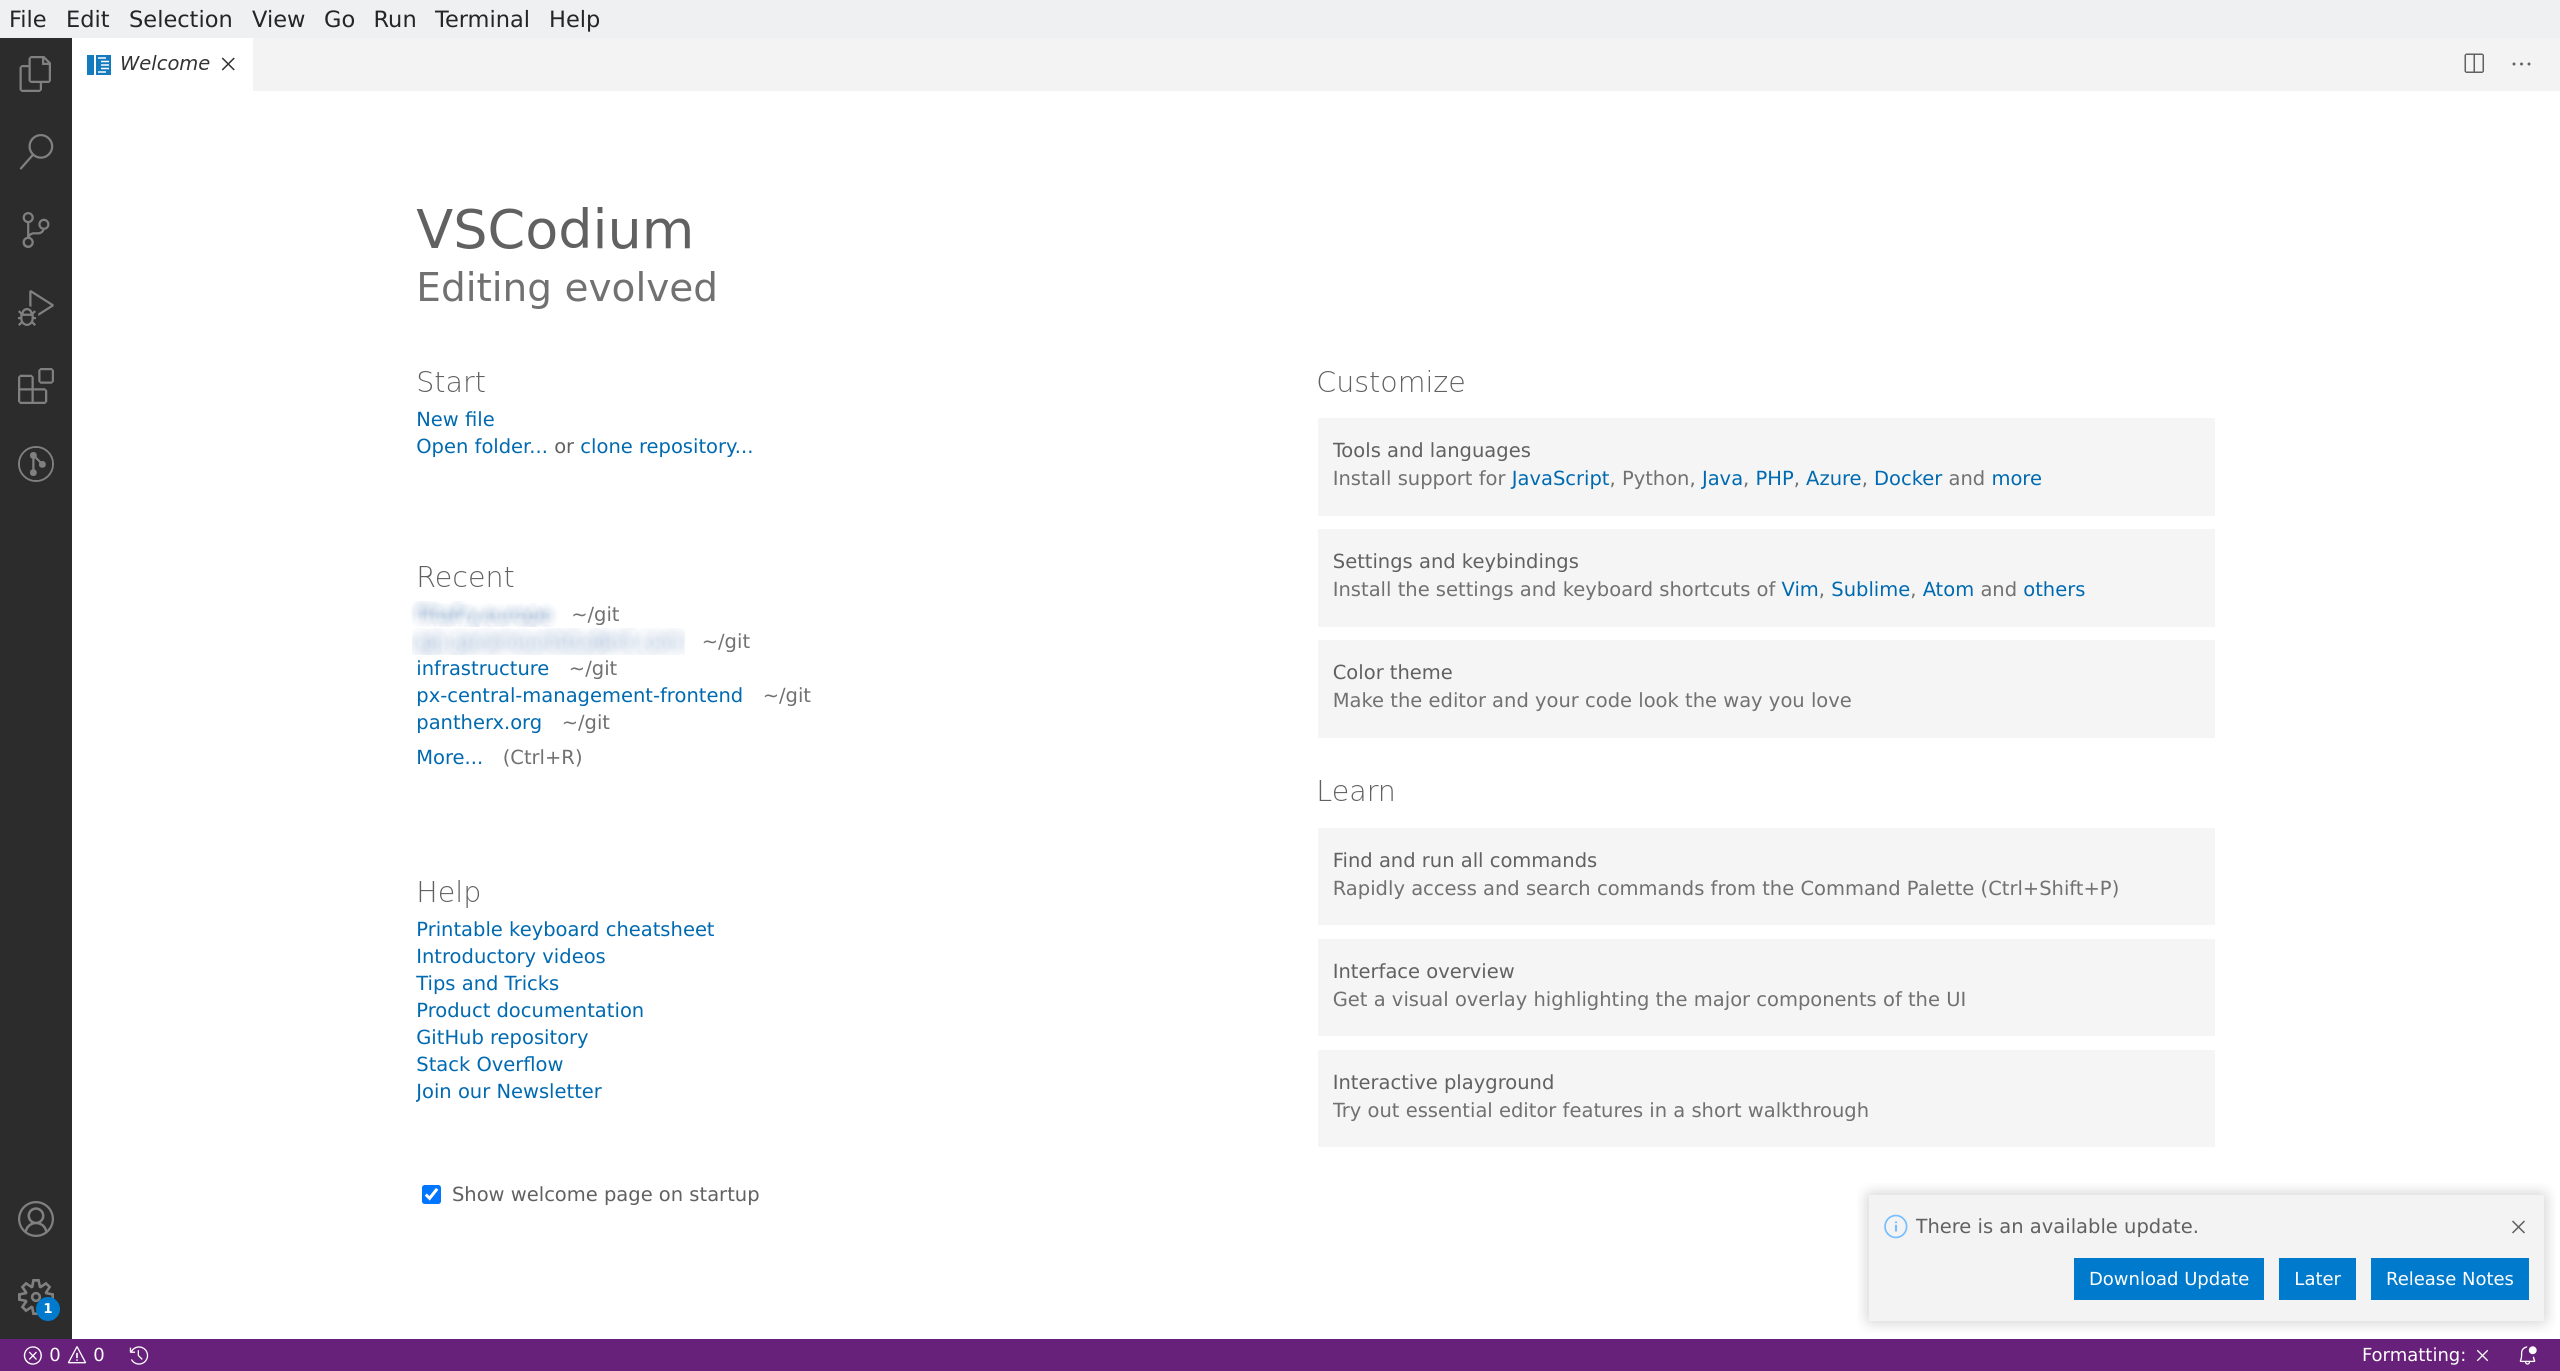 File Edit Selection View Go Run Terminal Help
Welcome
VSCodium
Editing evolved
Start
New file
Open folder... or clone repository...
Recent
~/git
~/git
infrastructure ~/git
px-central-management-frontend ~/git
pantherx.org ~/git
More... (Ctrl+R)
Help
Printable keyboard cheatsheet
Introductory videos
Tips and Tricks
Product documentation
GitHub repository
Stack Overflow
Join our Newsletter
Show welcome page on startup
Customize
Tools and languages
Install support for JavaScript, Python, Java, PHP, Azure, Docker and more
Settings and keybindings
Install the settings and keyboard shortcuts of Vim, Sublime, Atom and others
Color theme
Make the editor and your code look the way you love
Learn
Find and run all commands
Rapidly access and search commands from the Command Palette (Ctrl+Shift+P)
Interface overview
Get a visual overlay highlighting the major components of the UI
Interactive playground
Try out essential editor features in a short walkthrough
There is an available update.
Download Update Later Release Notes
1
0 0 Formatting: